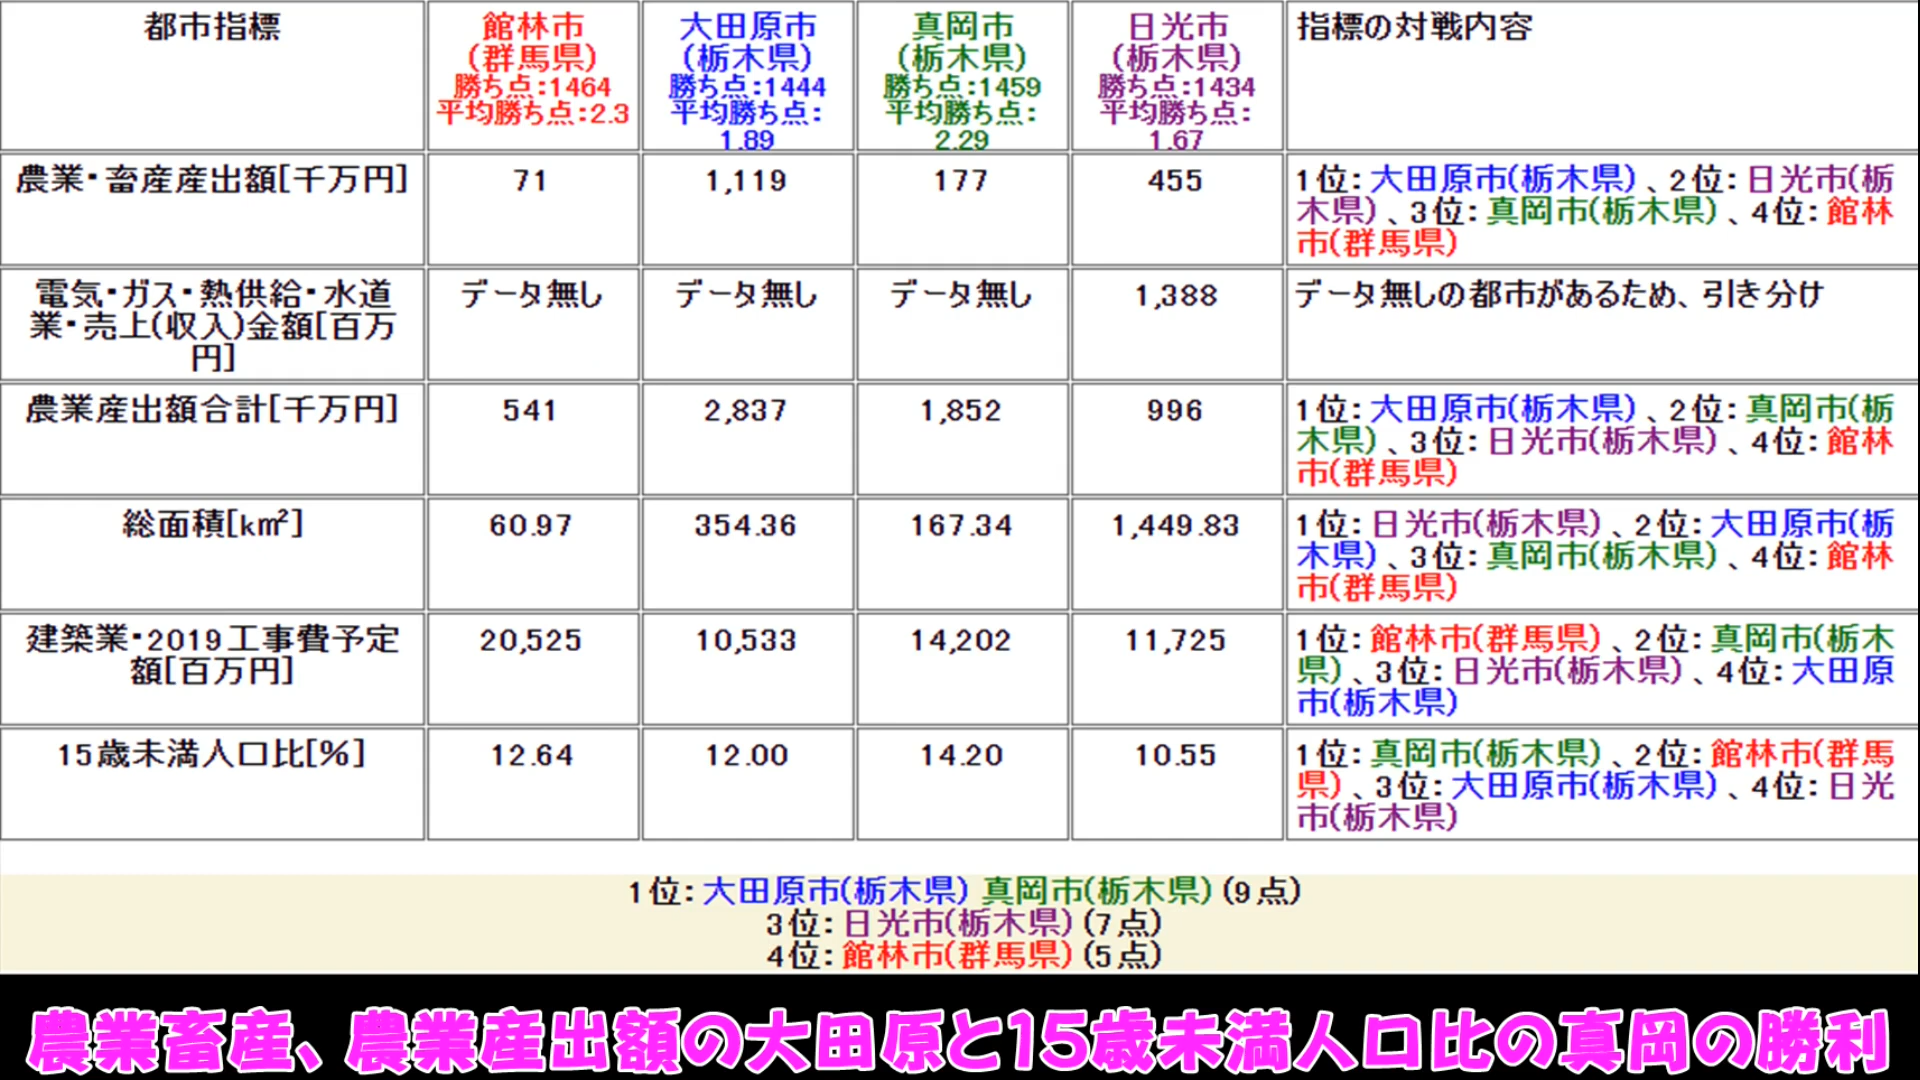 都市指標
館林市
(群馬県)
勝ち点:1464
平均勝ち点:2.3
大田原市
(栃木県)
勝ち点:1444
平均勝ち点:
1.89
真岡市
(栃木県)
勝ち点:1459
平均勝ち点:
2.29
日光市
(栃木県)
勝ち点:1434
平均勝ち点:
1.67
指標の対戦内容
農業・畜産産出額[千万円]
71
1,119
177
455
1位:大田原市(栃木県)、2位:日光市(栃
木県)、3位:真岡市(栃木県)、4位:館林
市(群馬県)
電気・ガス・熱供給・水道
業・売上(収入)金額[百万
円]
データ無し
データ無し
データ無し
1,388
データ無しの都市があるため、引き分け
農業産出額合計[千万円]
541
2,837
1,852
996
1位:大田原市(栃木県)、2位:真岡市(栃
木県)、3位:日光市(栃木県)、4位:館林
市(群馬県)
総面積[km²]
60.97
354.36
167.34
1,449.83
1位:日光市(栃木県)、2位:大田原市(栃
木県)、3位:真岡市(栃木県)、4位:館林
市(群馬県)
建築業・2019工事費予定
額[百万円]
20,525
10,533
14,202
11,725
1位:館林市(群馬県)、2位:真岡市(栃木
県)、3位:日光市(栃木県)、4位:大田原
市(栃木県)
15歳未満人口比[%]
12.64
12.00
14.20
10.55
1位:真岡市(栃木県)、2位:館林市(群馬
県)、3位:大田原市(栃木県)、4位:日光
市(栃木県)
1位:大田原市(栃木県) 真岡市(栃木県) (9点)
3位:日光市(栃木県) (7点)
4位:館林市(群馬県) (5点)
農業畜産、農業産出額の大田原と15歳未満人口比の真岡の勝利